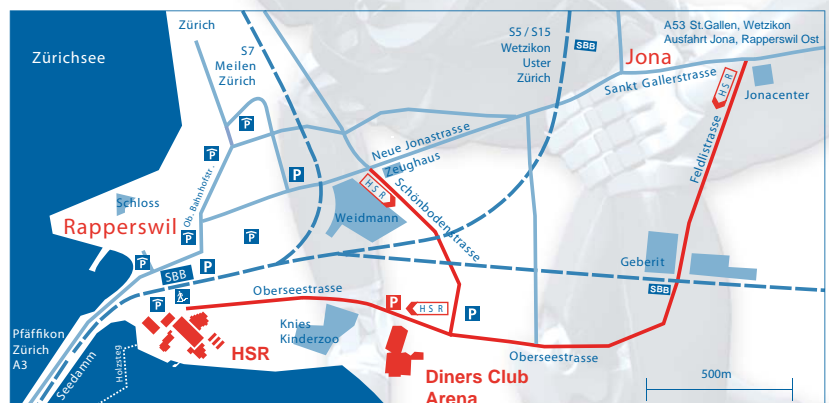 Zürichsee
Zürich
S7
Meilen
Zürich
S5 / S15
Wetzikon
Uster
Zürich
SBB
A53 St.Gallen, Wetzikon
Ausfahrt Jona, Rapperswil Ost
Jona
Sankt Gallerstrasse
HSR
Jonacenter
Feldlistrasse
P
P
P
Neue Jonastrasse
Zeughaus
HSR
Schönbodenstrasse
Weidmann
Schloss
Ob. Bahnhofstr.
Rapperswil
P
P
P
SBB
P
P
Geberit
SBB
Oberseestrasse
P
HSR
P
Knies
Kinderzoo
HSR
Oberseestrasse
Pfäffikon
Zürich
A3
Seedamm
Holzsteg
Diners Club
Arena
500m